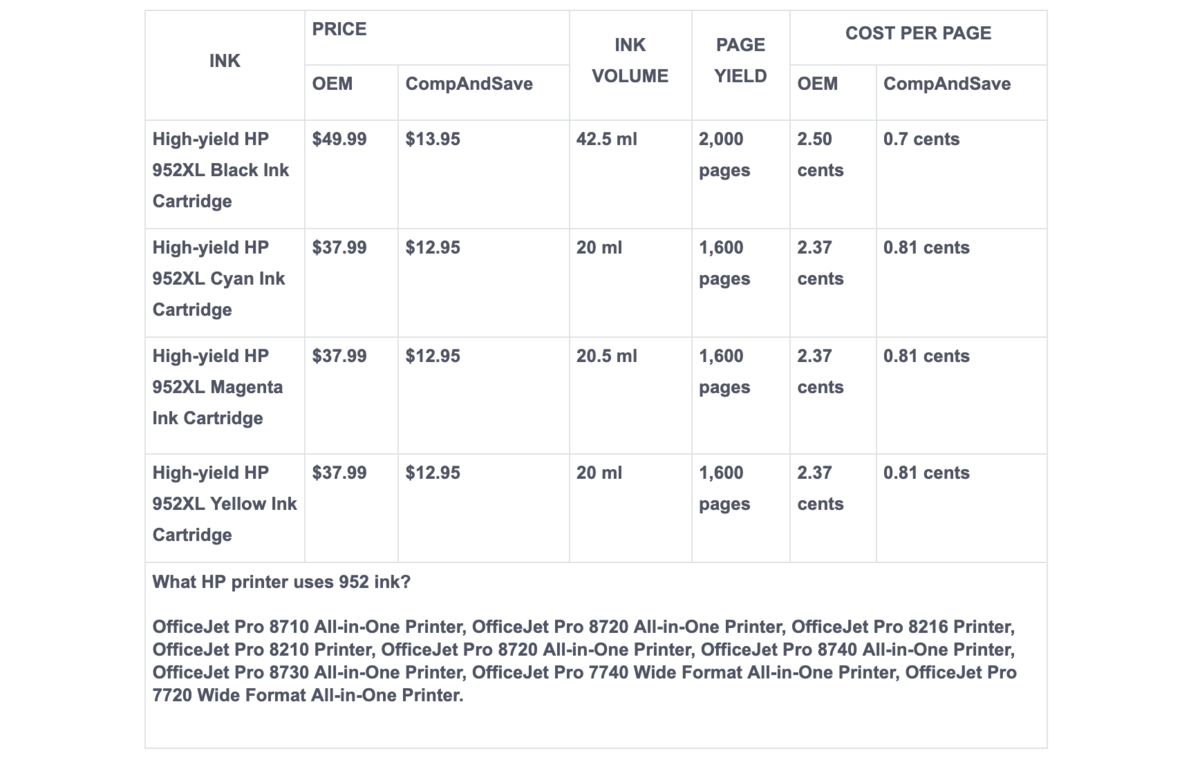 INK
PRICE
INK
VOLUME
PAGE
YIELD
COST PER PAGE
OEM
CompAndSave
OEM
CompAndSave
High-yield HP
952XL Black Ink
Cartridge
$49.99
$13.95
42.5 ml
2,000
pages
2.50
cents
0.7 cents
High-yield HP
952XL Cyan Ink
Cartridge
$37.99
$12.95
20 ml
1,600
pages
2.37
cents
0.81 cents
High-yield HP
952XL Magenta
Ink Cartridge
$37.99
$12.95
20.5 ml
1,600
pages
2.37
cents
0.81 cents
High-yield HP
952XL Yellow Ink
Cartridge
$37.99
$12.95
20 ml
1,600
pages
2.37
cents
0.81 cents
What HP printer uses 952 ink?
OfficeJet Pro 8710 All-in-One Printer, OfficeJet Pro 8720 All-in-One Printer, OfficeJet Pro 8216 Printer,
OfficeJet Pro 8210 Printer, OfficeJet Pro 8720 All-in-One Printer, OfficeJet Pro 8740 All-in-One Printer,
OfficeJet Pro 8730 All-in-One Printer, OfficeJet Pro 7740 Wide Format All-in-One Printer, OfficeJet Pro
7720 Wide Format All-in-One Printer.